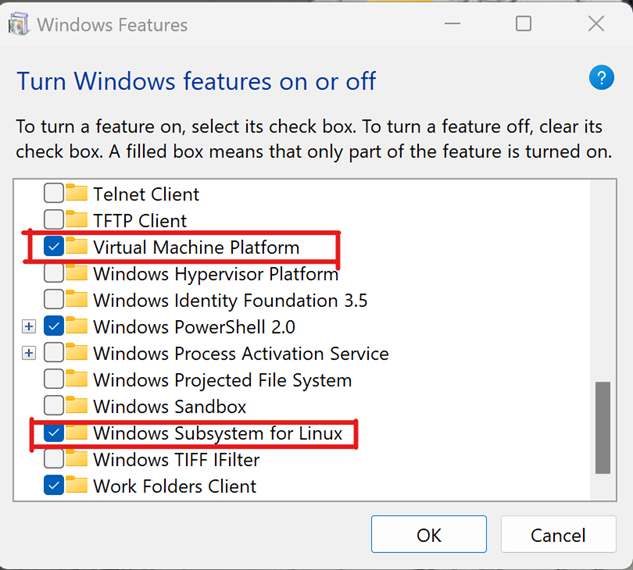 Windows Features
Turn Windows features on or off
?
To turn a feature on, select its check box. To turn a feature off, clear its
check box. A filled box means that only part of the feature is turned on.
Telnet Client
TFTP Client
Virtual Machine Platform
Windows Hypervisor Platform
Windows Identity Foundation 3.5
Windows PowerShell 2.0
Windows Process Activation Service
Windows Projected File System
Windows Sandbox
Windows Subsystem for Linux
Windows TIFF IFilter
Work Folders Client
OK Cancel